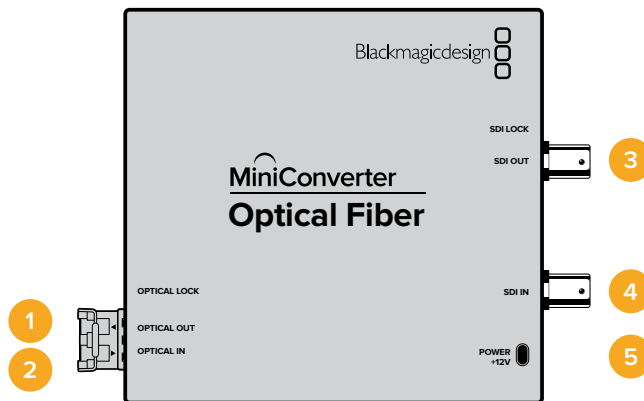 Blackmagicdesign
SDI LOCK
3
SDI OUT
MiniConverter
Optical Fiber
OPTICAL LOCK
SDI IN
4
1
OPTICAL OUT
2
OPTICAL IN
POWER
+12V
5